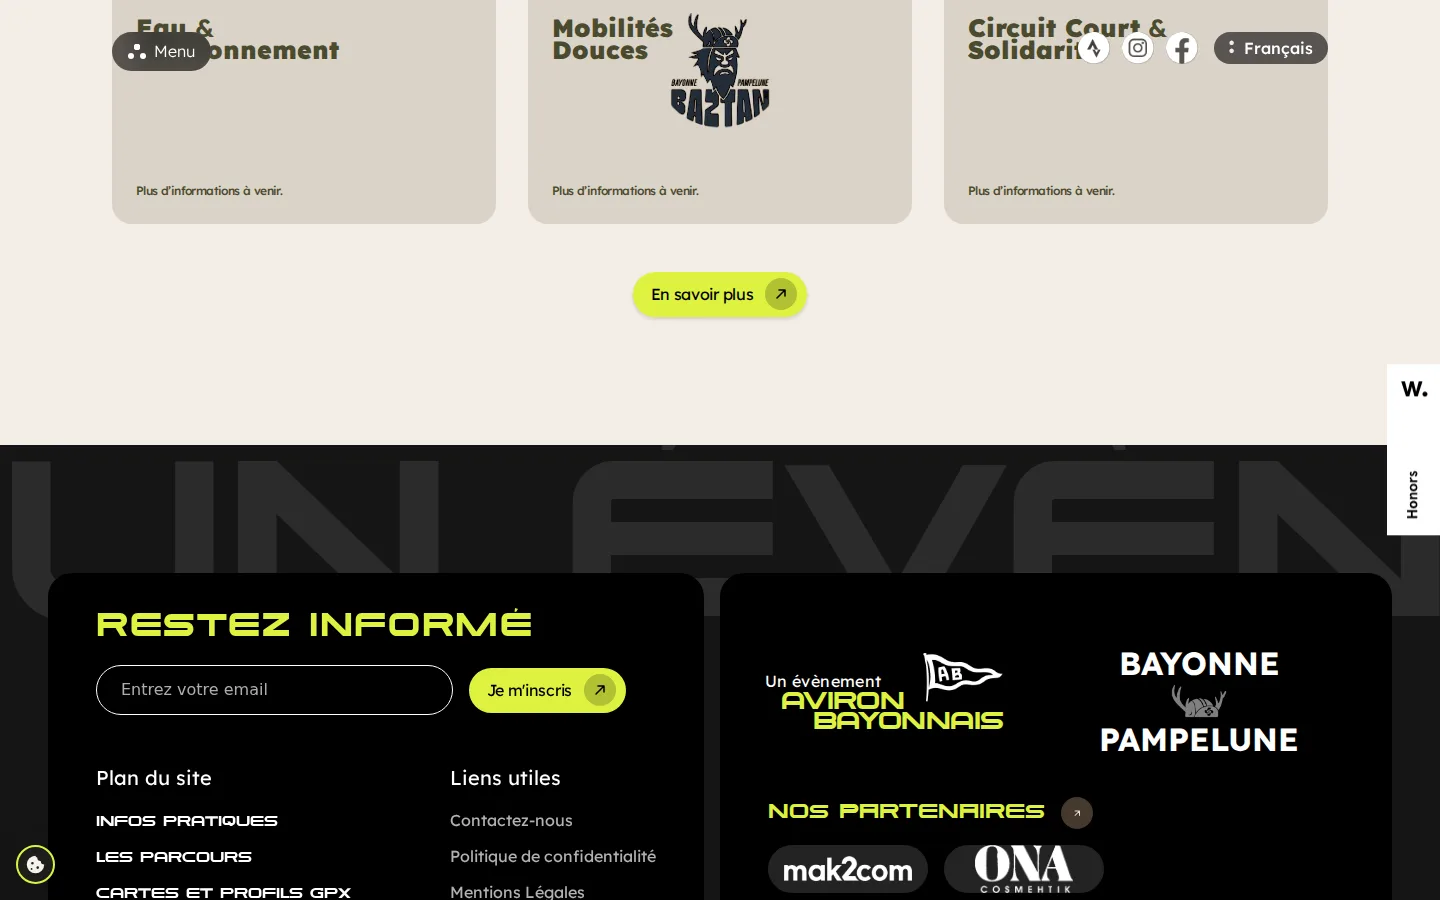 Eau &
onnement
Menu
Mobilités
Douces
BAYONNE PAMPELUNE
BAZTAN
Circuit Court &
Solidarit
Français
Plus d'informations à venir.
Plus d'informations à venir.
Plus d'informations à venir.
En savoir plus
W.
Honors
UN ÉVÉN
RESTEZ INFORMÉ
Entrez votre email
Je m'inscris
Un évènement
AB
AVIRON
BAYONNAIS
BAYONNE
PAMPELUNE
Plan du site
INFOS PRATIQUES
LES PARCOURS
CARTES ET PROFILS GPX
Liens utiles
Contactez-nous
Politique de confidentialité
Mentions Légales
NOS PARTENAIRES
mak2com
ONA
COSMEHTIK